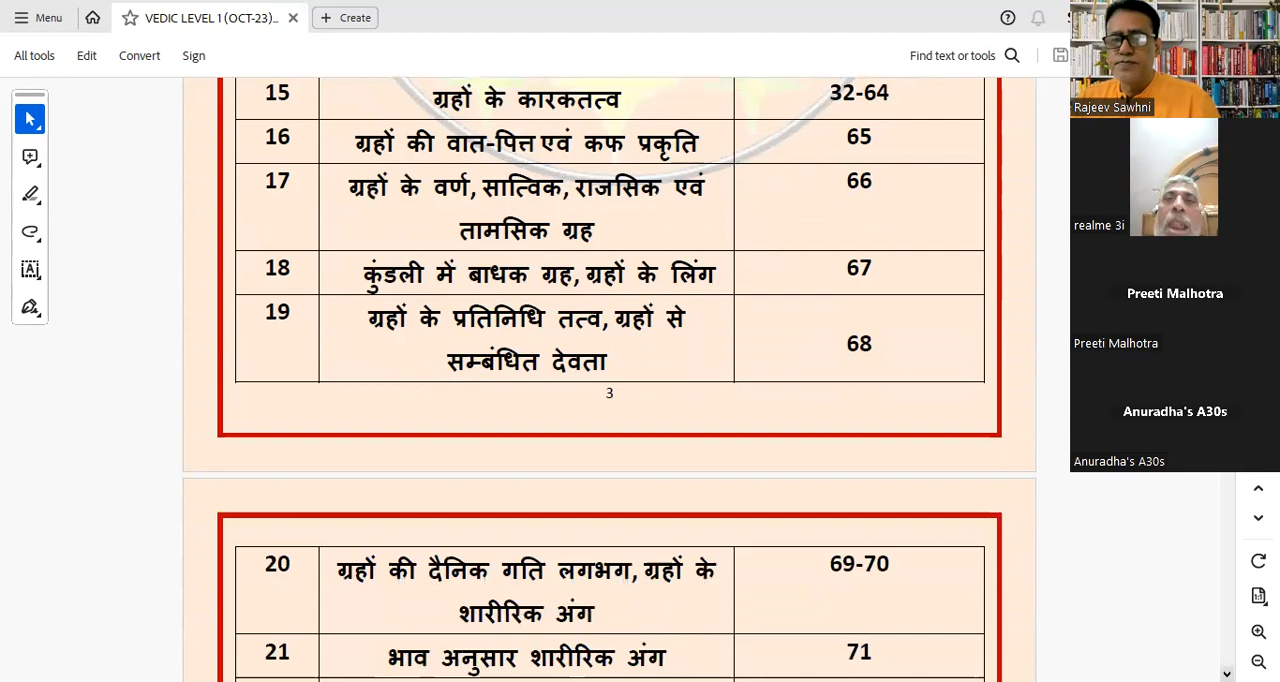 Menu
VEDIC LEVEL 1 (OCT-23)...
Create
All tools
Edit
Convert
Sign
Find text or tools
15 ग्रहों के कारकतत्व 32-64
16 ग्रहों की वात-पित्त एवं कफ प्रकृति 65
17 ग्रहों के वर्ण, सात्विक, राजसिक एवं 66
तामसिक ग्रह
18 कुंडली में बाधक ग्रह, ग्रहों के लिंग 67
19 ग्रहों के प्रतिनिधि तत्व, ग्रहों से
सम्बंधित देवता 68
3
20 ग्रहों की दैनिक गति लगभग, ग्रहों के 69-70
शारीरिक अंग
21 भाव अनुसार शारीरिक अंग 71
Rajeev Sawhni
realme 3i
Preeti Malhotra
Preeti Malhotra
Anuradha's A30s
Anuradha's A30s